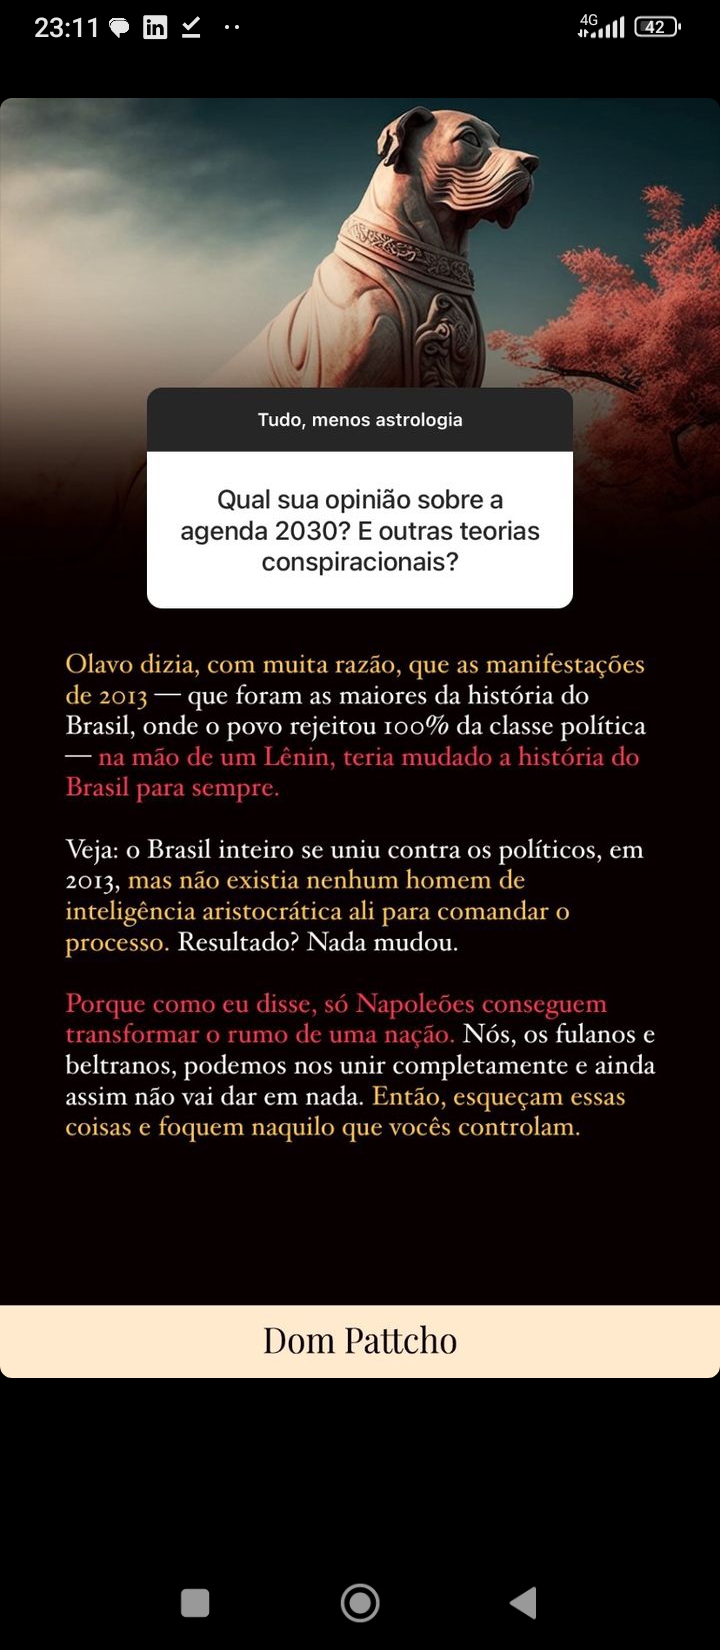 23:11
4G
42
Tudo, menos astrologia
Qual sua opinião sobre a
agenda 2030? E outras teorias
conspiracionais?
Olavo dizia, com muita razão, que as manifestações
de 2013 — que foram as maiores da história do
Brasil, onde o povo rejeitou 100% da classe política
— na mão de um Lênin, teria mudado a história do
Brasil para sempre.
Veja: o Brasil inteiro se uniu contra os políticos, em
2013, mas não existia nenhum homem de
inteligência aristocrática ali para comandar o
processo. Resultado? Nada mudou.
Porque como eu disse, só Napoleões conseguem
transformar o rumo de uma nação. Nós, os fulanos e
beltranos, podemos nos unir completamente e ainda
assim não vai dar em nada. Então, esqueçam essas
coisas e foquem naquilo que vocês controlam.
Dom Pattcho